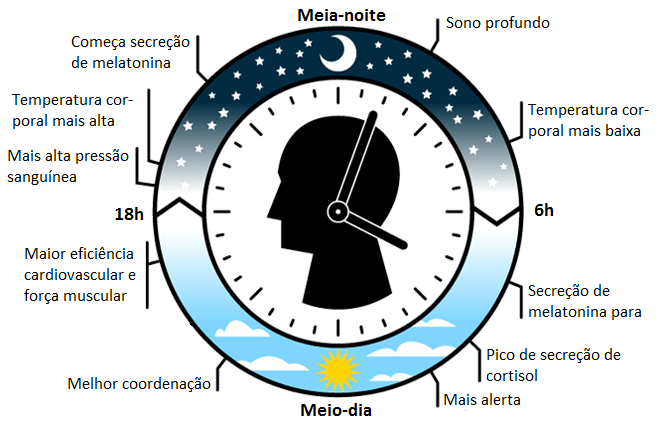 Meia-noite
Sono profundo
Começa secreção
de melatonina
Temperatura cor-
poral mais alta
Temperatura cor-
poral mais baixa
Mais alta pressão
sanguínea
18h
6h
Maior eficiência
cardiovascular e
força muscular
Secreção de
melatonina para
Pico de secreção de
cortisol
Melhor coordenação
Mais alerta
Meio-dia